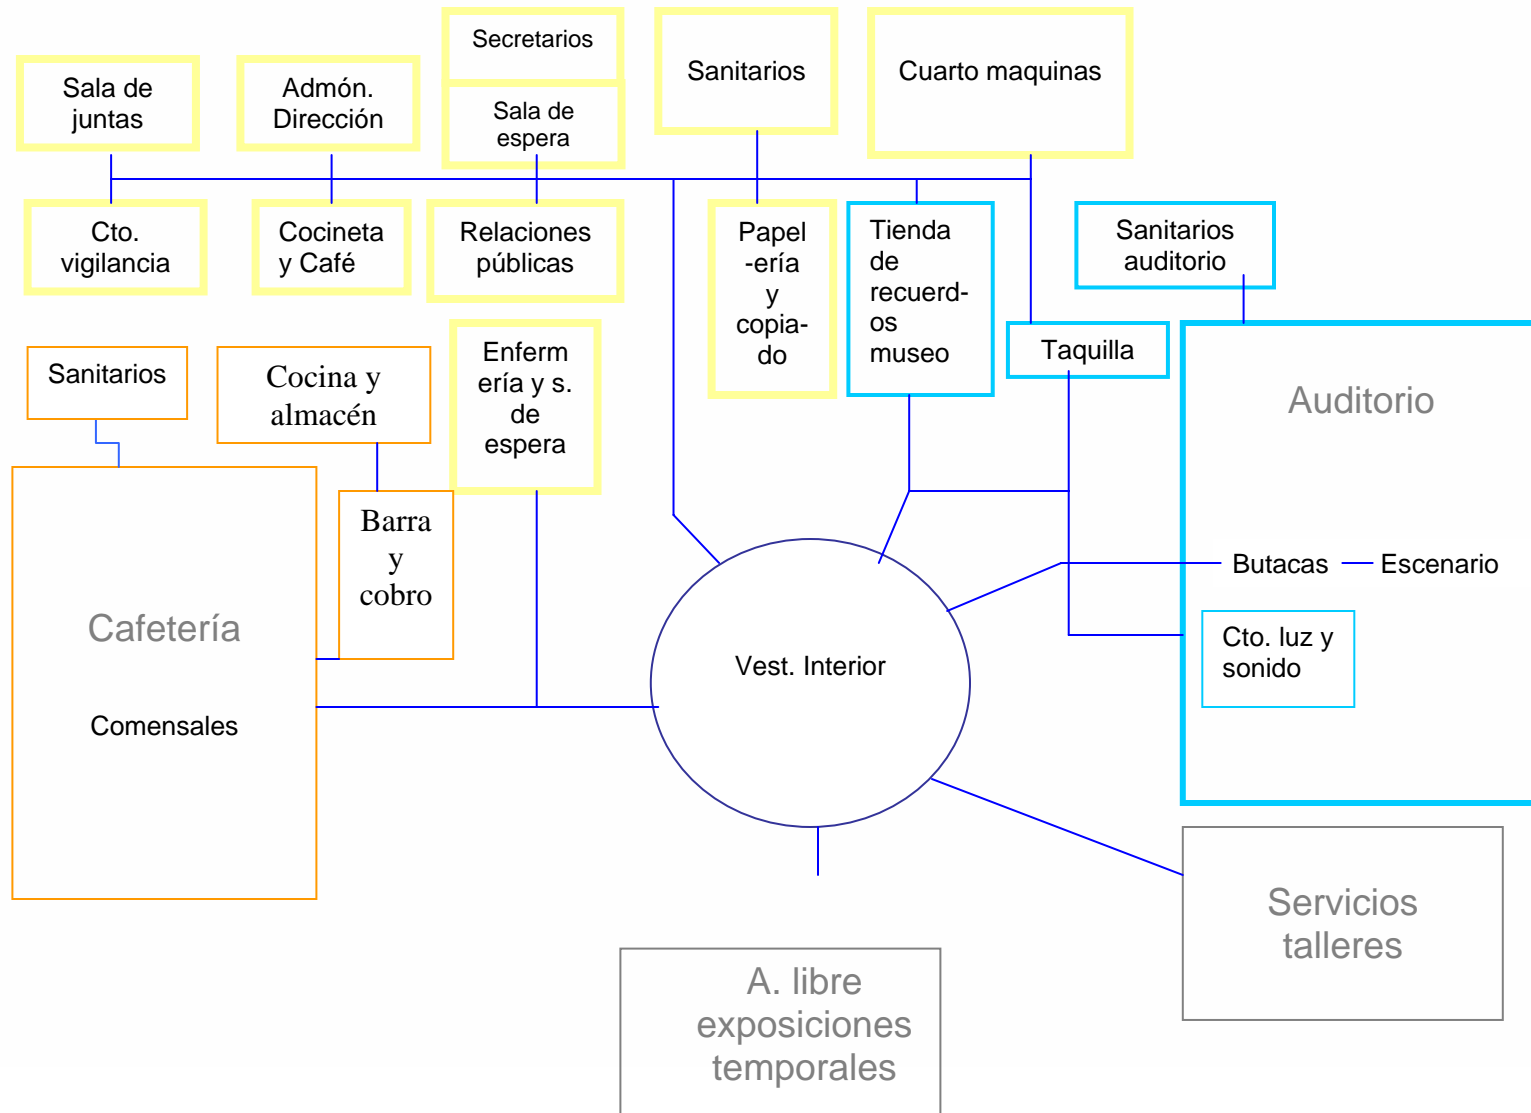 Secretarios
Sala de
juntas
Admón.
Dirección
Sala de
espera
Sanitarios
Cuarto maquinas
Cto.
vigilancia
Cocineta
y Café
Relaciones
públicas
Papel
-ería
y
copia-
do
Tienda
de
recuerd-
os
museo
Sanitarios
auditorio
Sanitarios
Cocina y
almacén
Enferm
ería y s.
de
espera
Taquilla
Auditorio
Barra
y
cobro
Butacas
Escenario
Cafetería
Comensales
Vest. Interior
Cto. luz y
sonido
Servicios
talleres
A. libre
exposiciones
temporales